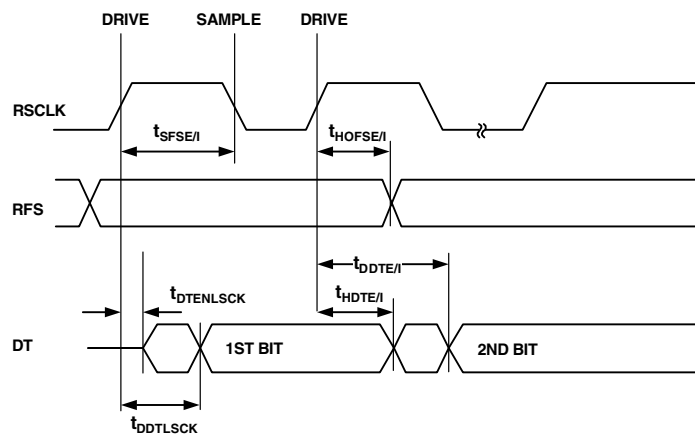 DRIVE SAMPLE DRIVE
RSCLK
tSFSE/I tHOFSE/I
RFS
tDDTE/I
tDTENLSCK tHDTE/I
DT 1ST BIT 2ND BIT
tDDTLSCK